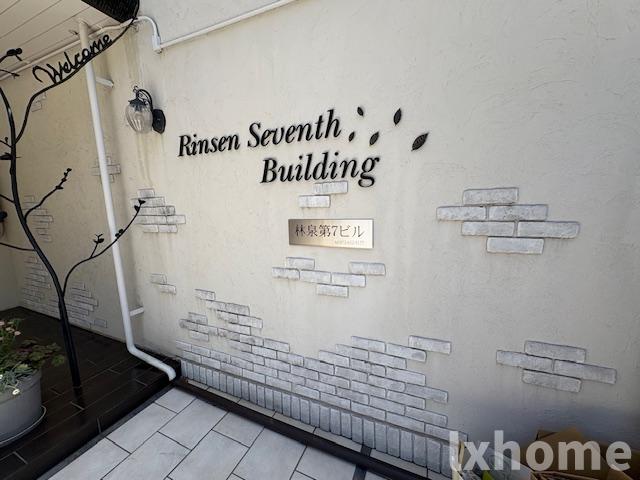 Welcome
Rinsen Seventh
Building
林泉第7ビル
lxhome